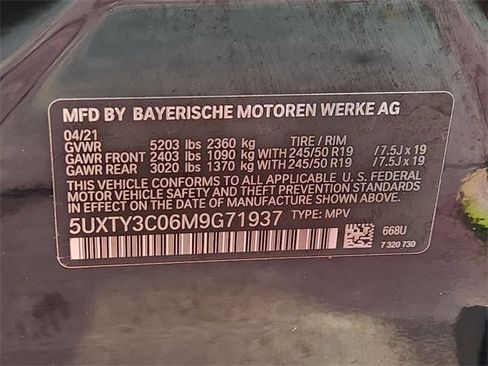 MFD BY BAYERISCHE MOTOREN WERKE AG
04/21
GVWR 5203 lbs 2360 kg TIRE / RIM
GAWR FRONT 2403 lbs 1090 kg WITH 245/50 R19 /7.5J x 19
GAWR REAR 3020 lbs 1370 kg WITH 245/50 R19 /7.5J x 19
THIS VEHICLE CONFORMS TO ALL APPLICABLE U. S. FEDERAL
MOTOR VEHICLE SAFETY, BUMPER, AND THEFT PREVENTION
STANDARDS IN EFFECT ON THE DATE OF MANUFACTURE SHOWN ABOVE.
5UXTY3C06M9G71937 TYPE: MPV
668U
7 320 730